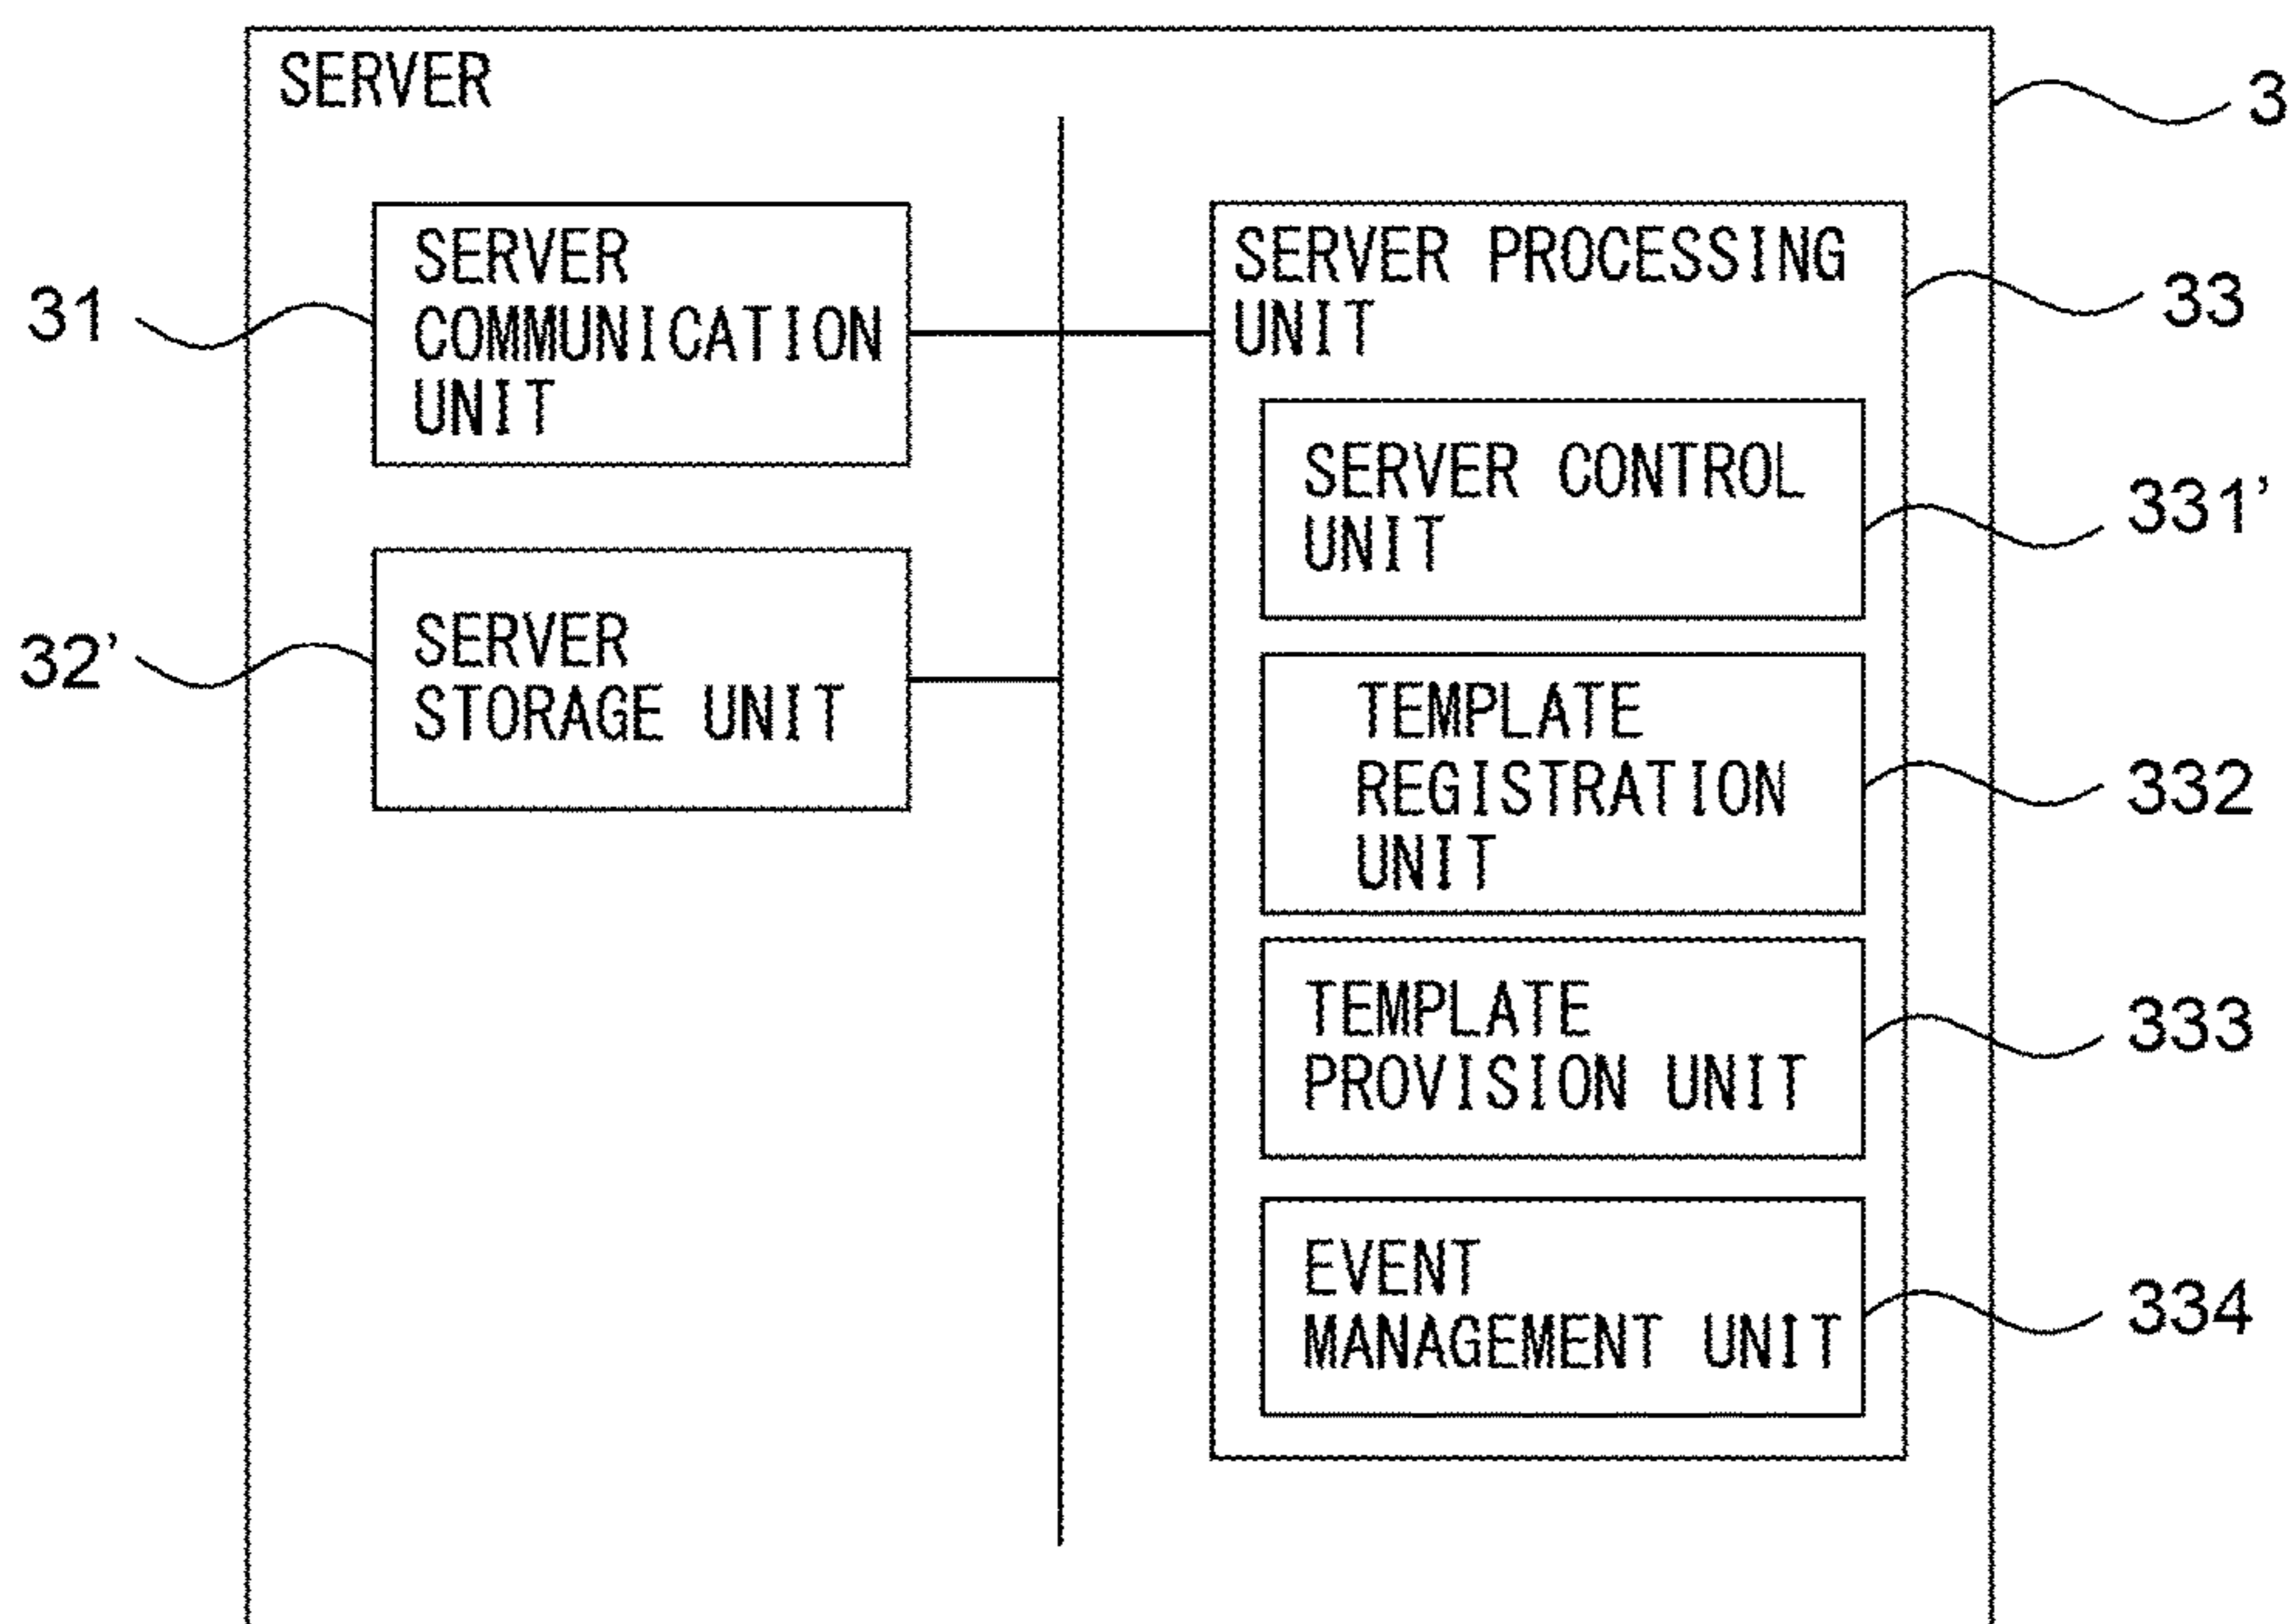 SERVER
3
SERVER
COMMUNICATION
UNIT
31
SERVER
STORAGE UNIT
32'
SERVER PROCESSING
UNIT
33
SERVER CONTROL
UNIT
331'
TEMPLATE
REGISTRATION
UNIT
332
TEMPLATE
PROVISION UNIT
333
EVENT
MANAGEMENT UNIT
334